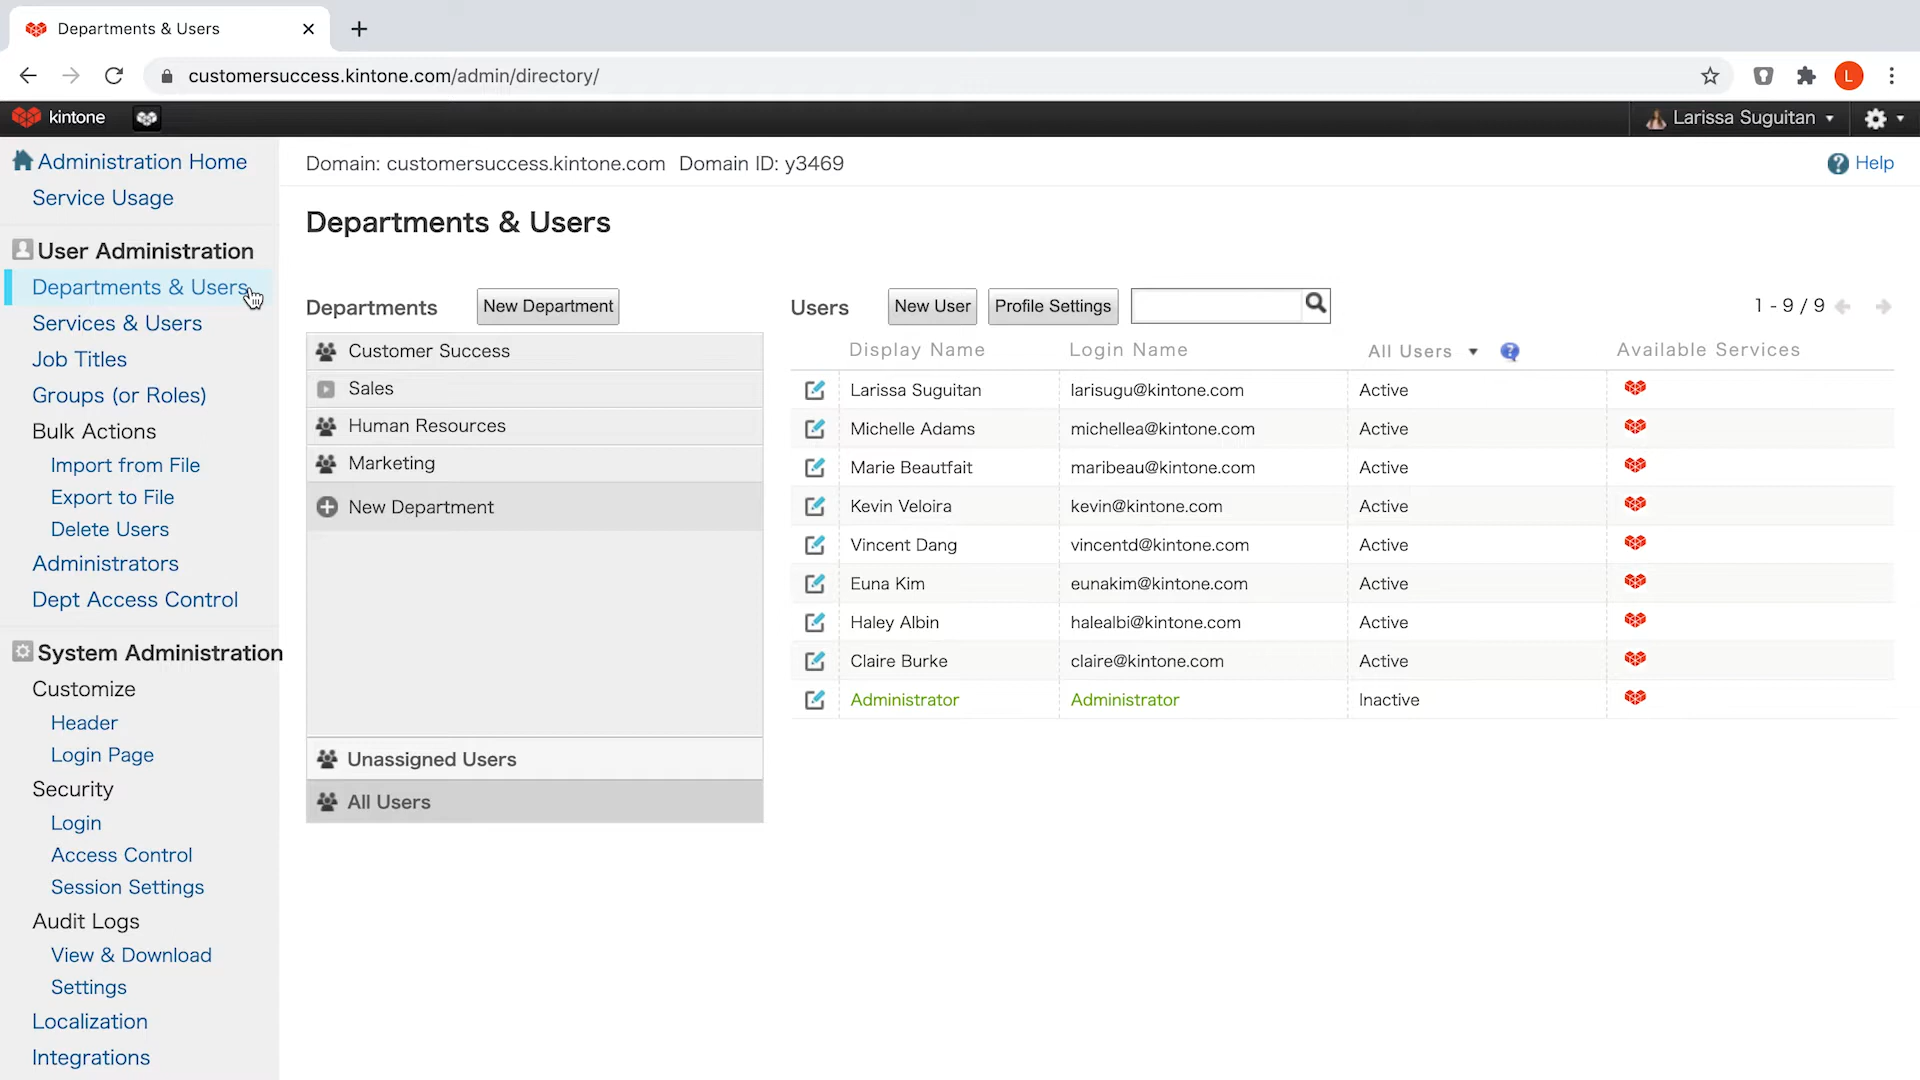 Departments & Users
customersuccess.kintone.com/admin/directory/
L
kintone
Larissa Suguitan
Administration Home
Service Usage
User Administration
Departments & Users
Services & Users
Job Titles
Groups (or Roles)
Bulk Actions
Import from File
Export to File
Delete Users
Administrators
Dept Access Control
System Administration
Customize
Header
Login Page
Security
Login
Access Control
Session Settings
Audit Logs
View & Download
Settings
Localization
Integrations
Domain: customersuccess.kintone.com Domain ID: y3469
? Help
Departments & Users
Departments New Department
Customer Success
Sales
Human Resources
Marketing
New Department
Unassigned Users
All Users
Users New User Profile Settings 1 - 9 / 9
Display Name Login Name All Users ? Available Services
Larissa Suguitan larisugu@kintone.com Active
Michelle Adams michellea@kintone.com Active
Marie Beautfait maribeau@kintone.com Active
Kevin Veloira kevin@kintone.com Active
Vincent Dang vincentd@kintone.com Active
Euna Kim eunakim@kintone.com Active
Haley Albin halealbi@kintone.com Active
Claire Burke claire@kintone.com Active
Administrator Administrator Inactive